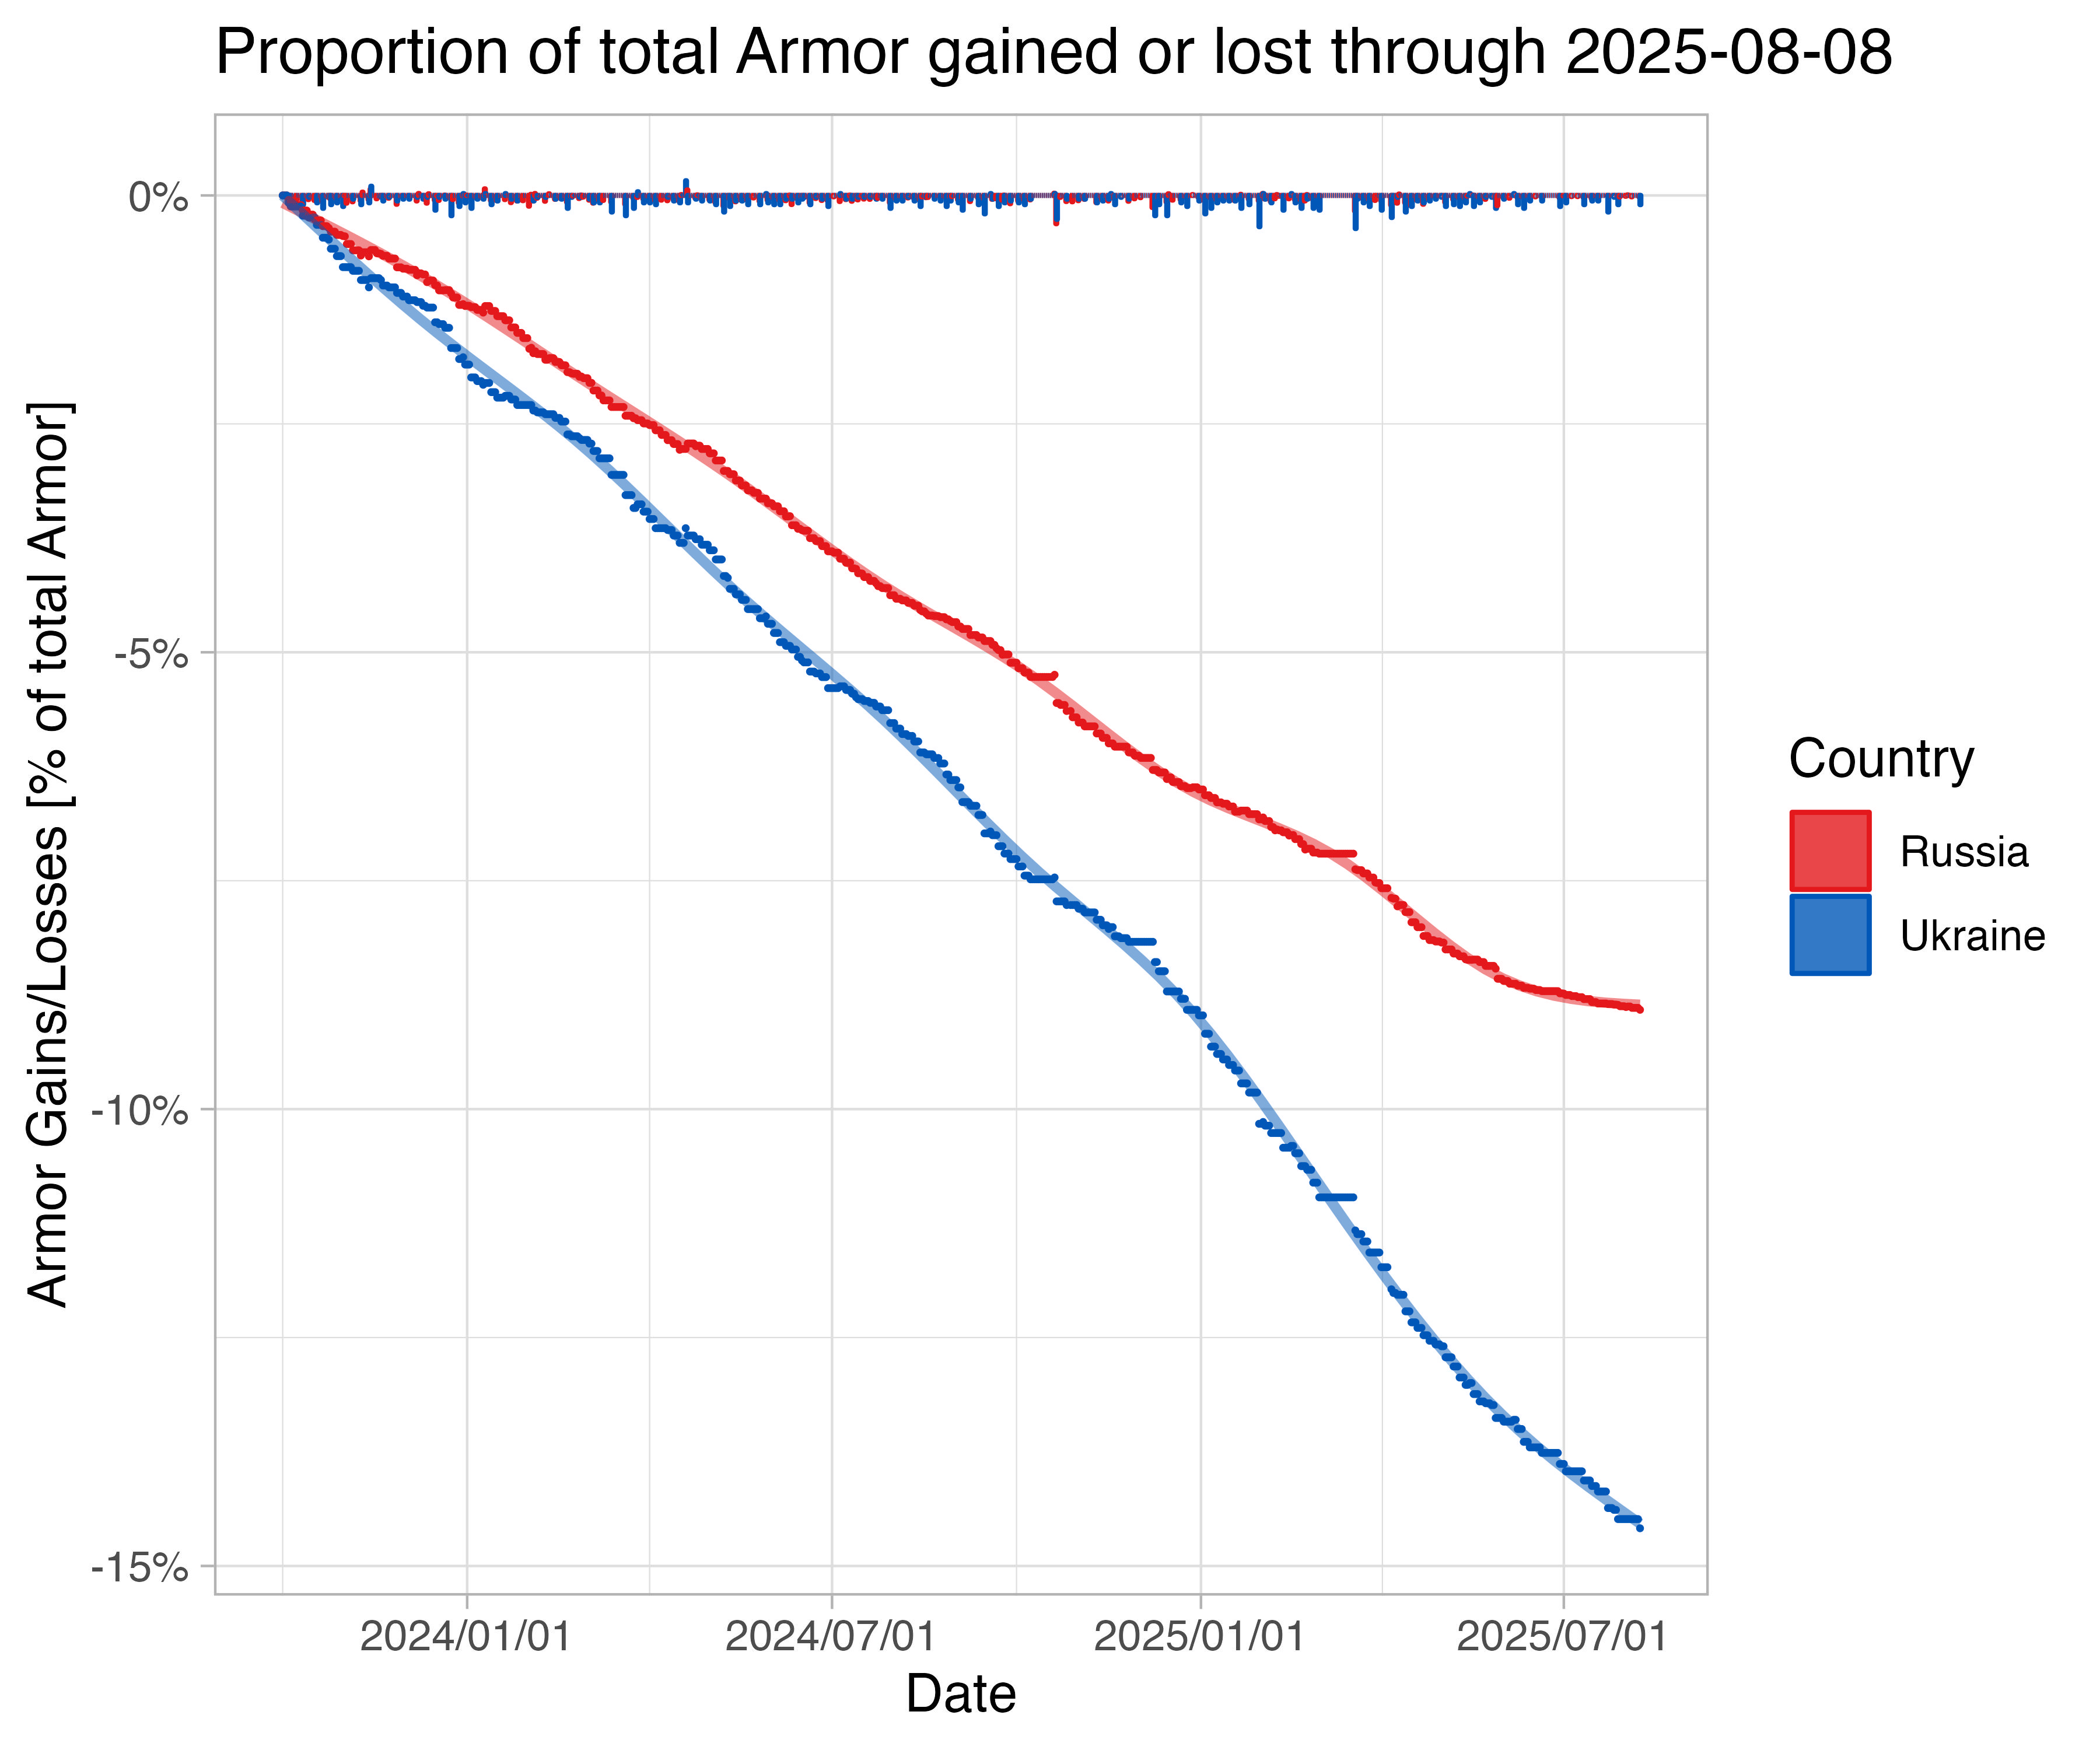 Proportion of total Armor gained or lost through 2025-08-08
Armor Gains/Losses [% of total Armor]
0%
-5%
-10%
-15%
2024/01/01
2024/07/01
2025/01/01
2025/07/01
Date
Country
Russia
Ukraine